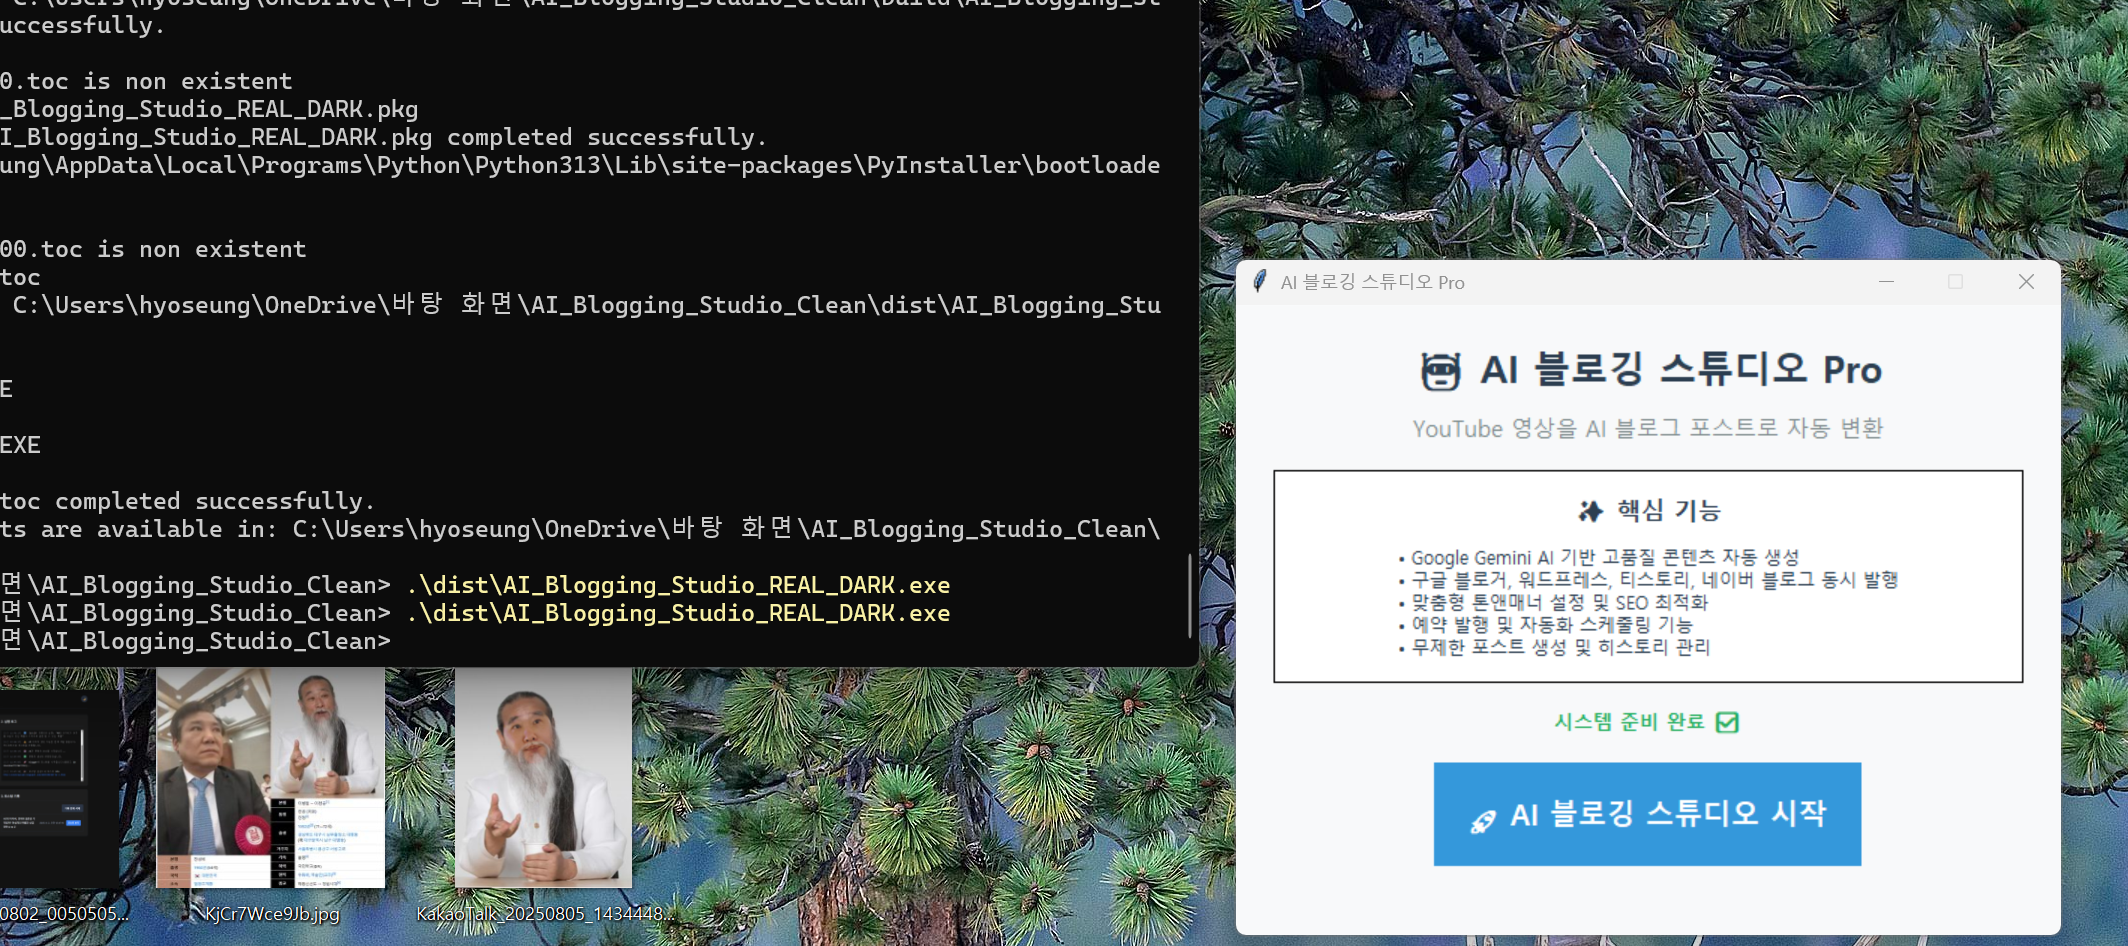 uccessfully.
0.toc is non existent
_Blogging_Studio_REAL_DARK.pkg
I_Blogging_Studio_REAL_DARK.pkg completed successfully.
ung\AppData\Local\Programs\Python\Python313\Lib\site-packages\PyInstaller\bootloade
00.toc is non existent
toc
C:\Users\hyoseung\OneDrive\바탕 화면\AI_Blogging_Studio_Clean\dist\AI_Blogging_Stu
E
EXE
toc completed successfully.
ts are available in: C:\Users\hyoseung\OneDrive\바탕 화면\AI_Blogging_Studio_Clean\
면\AI_Blogging_Studio_Clean> .\dist\AI_Blogging_Studio_REAL_DARK.exe
면\AI_Blogging_Studio_Clean> .\dist\AI_Blogging_Studio_REAL_DARK.exe
면\AI_Blogging_Studio_Clean>
0802_0050505...
KjCr7Wce9Jb.jpg
KakaoTalk_20250805_1434448...
AI 블로깅 스튜디오 Pro
AI 블로깅 스튜디오 Pro
YouTube 영상을 AI 블로그 포스트로 자동 변환
핵심 기능
• Google Gemini AI 기반 고품질 콘텐츠 자동 생성
• 구글 블로거, 워드프레스, 티스토리, 네이버 블로그 동시 발행
• 맞춤형 톤앤매너 설정 및 SEO 최적화
• 예약 발행 및 자동화 스케줄링 기능
• 무제한 포스트 생성 및 히스토리 관리
시스템 준비 완료
AI 블로깅 스튜디오 시작